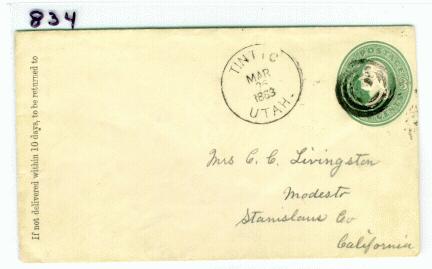 834
TINTIC
MAR
1883
UTAH.
POSTAGE
If not delivered within 10 days, to be returned to
Mrs C. C. Livingston
Modesto
Stanislaus Co
California